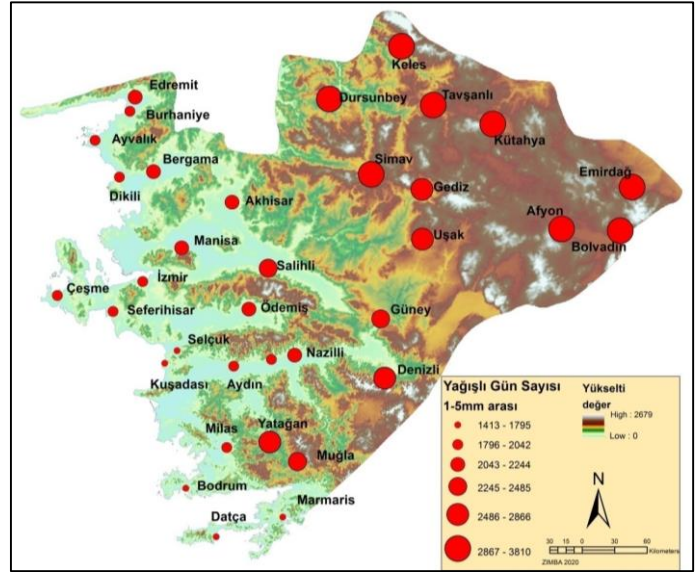 Keles
Edremit
Dursunbey
Tavşanlı
Burhaniye
Kütahya
Ayvalık
Bergama
Simav
Emirdağ
Dikili
Gediz
Akhisar
Afyon
Uşak
Bolvadin
Manisa
Salihli
İzmir
Çeşme
Seferihisar
Ödemiş
Güney
Selçuk
Nazilli
Kuşadası
Aydın
Denizli
Milas
Yatağan
Muğla
Bodrum
Marmaris
Datça
Yağışlı Gün Sayısı
1-5mm arası
1413 - 1795
1796 - 2042
2043 - 2244
2245 - 2485
2486 - 2866
2867 - 3810
Yükselti
değer
High : 2679
Low : 0
N
30 15 0 30 60
Kilometers
ZIMBA 2020